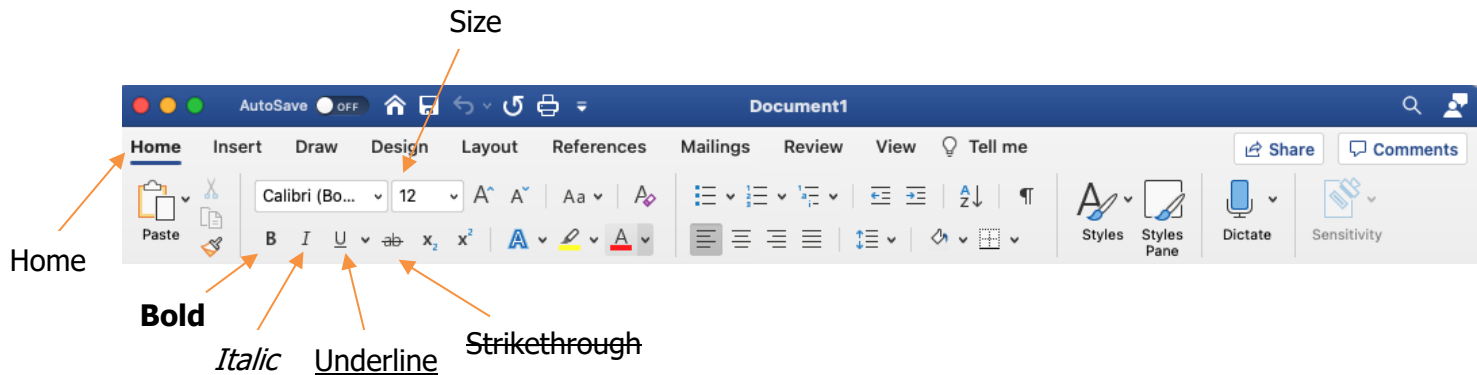 Size
AutoSave OFF Document1
Home Insert Draw Design Layout References Mailings Review View Tell me Share Comments
Calibri (Bo... 12 A A Aa A
Paste B I U ab x2 x2 A A Styles Styles Pane Dictate Sensitivity
Home
Bold
Italic Underline Strikethrough